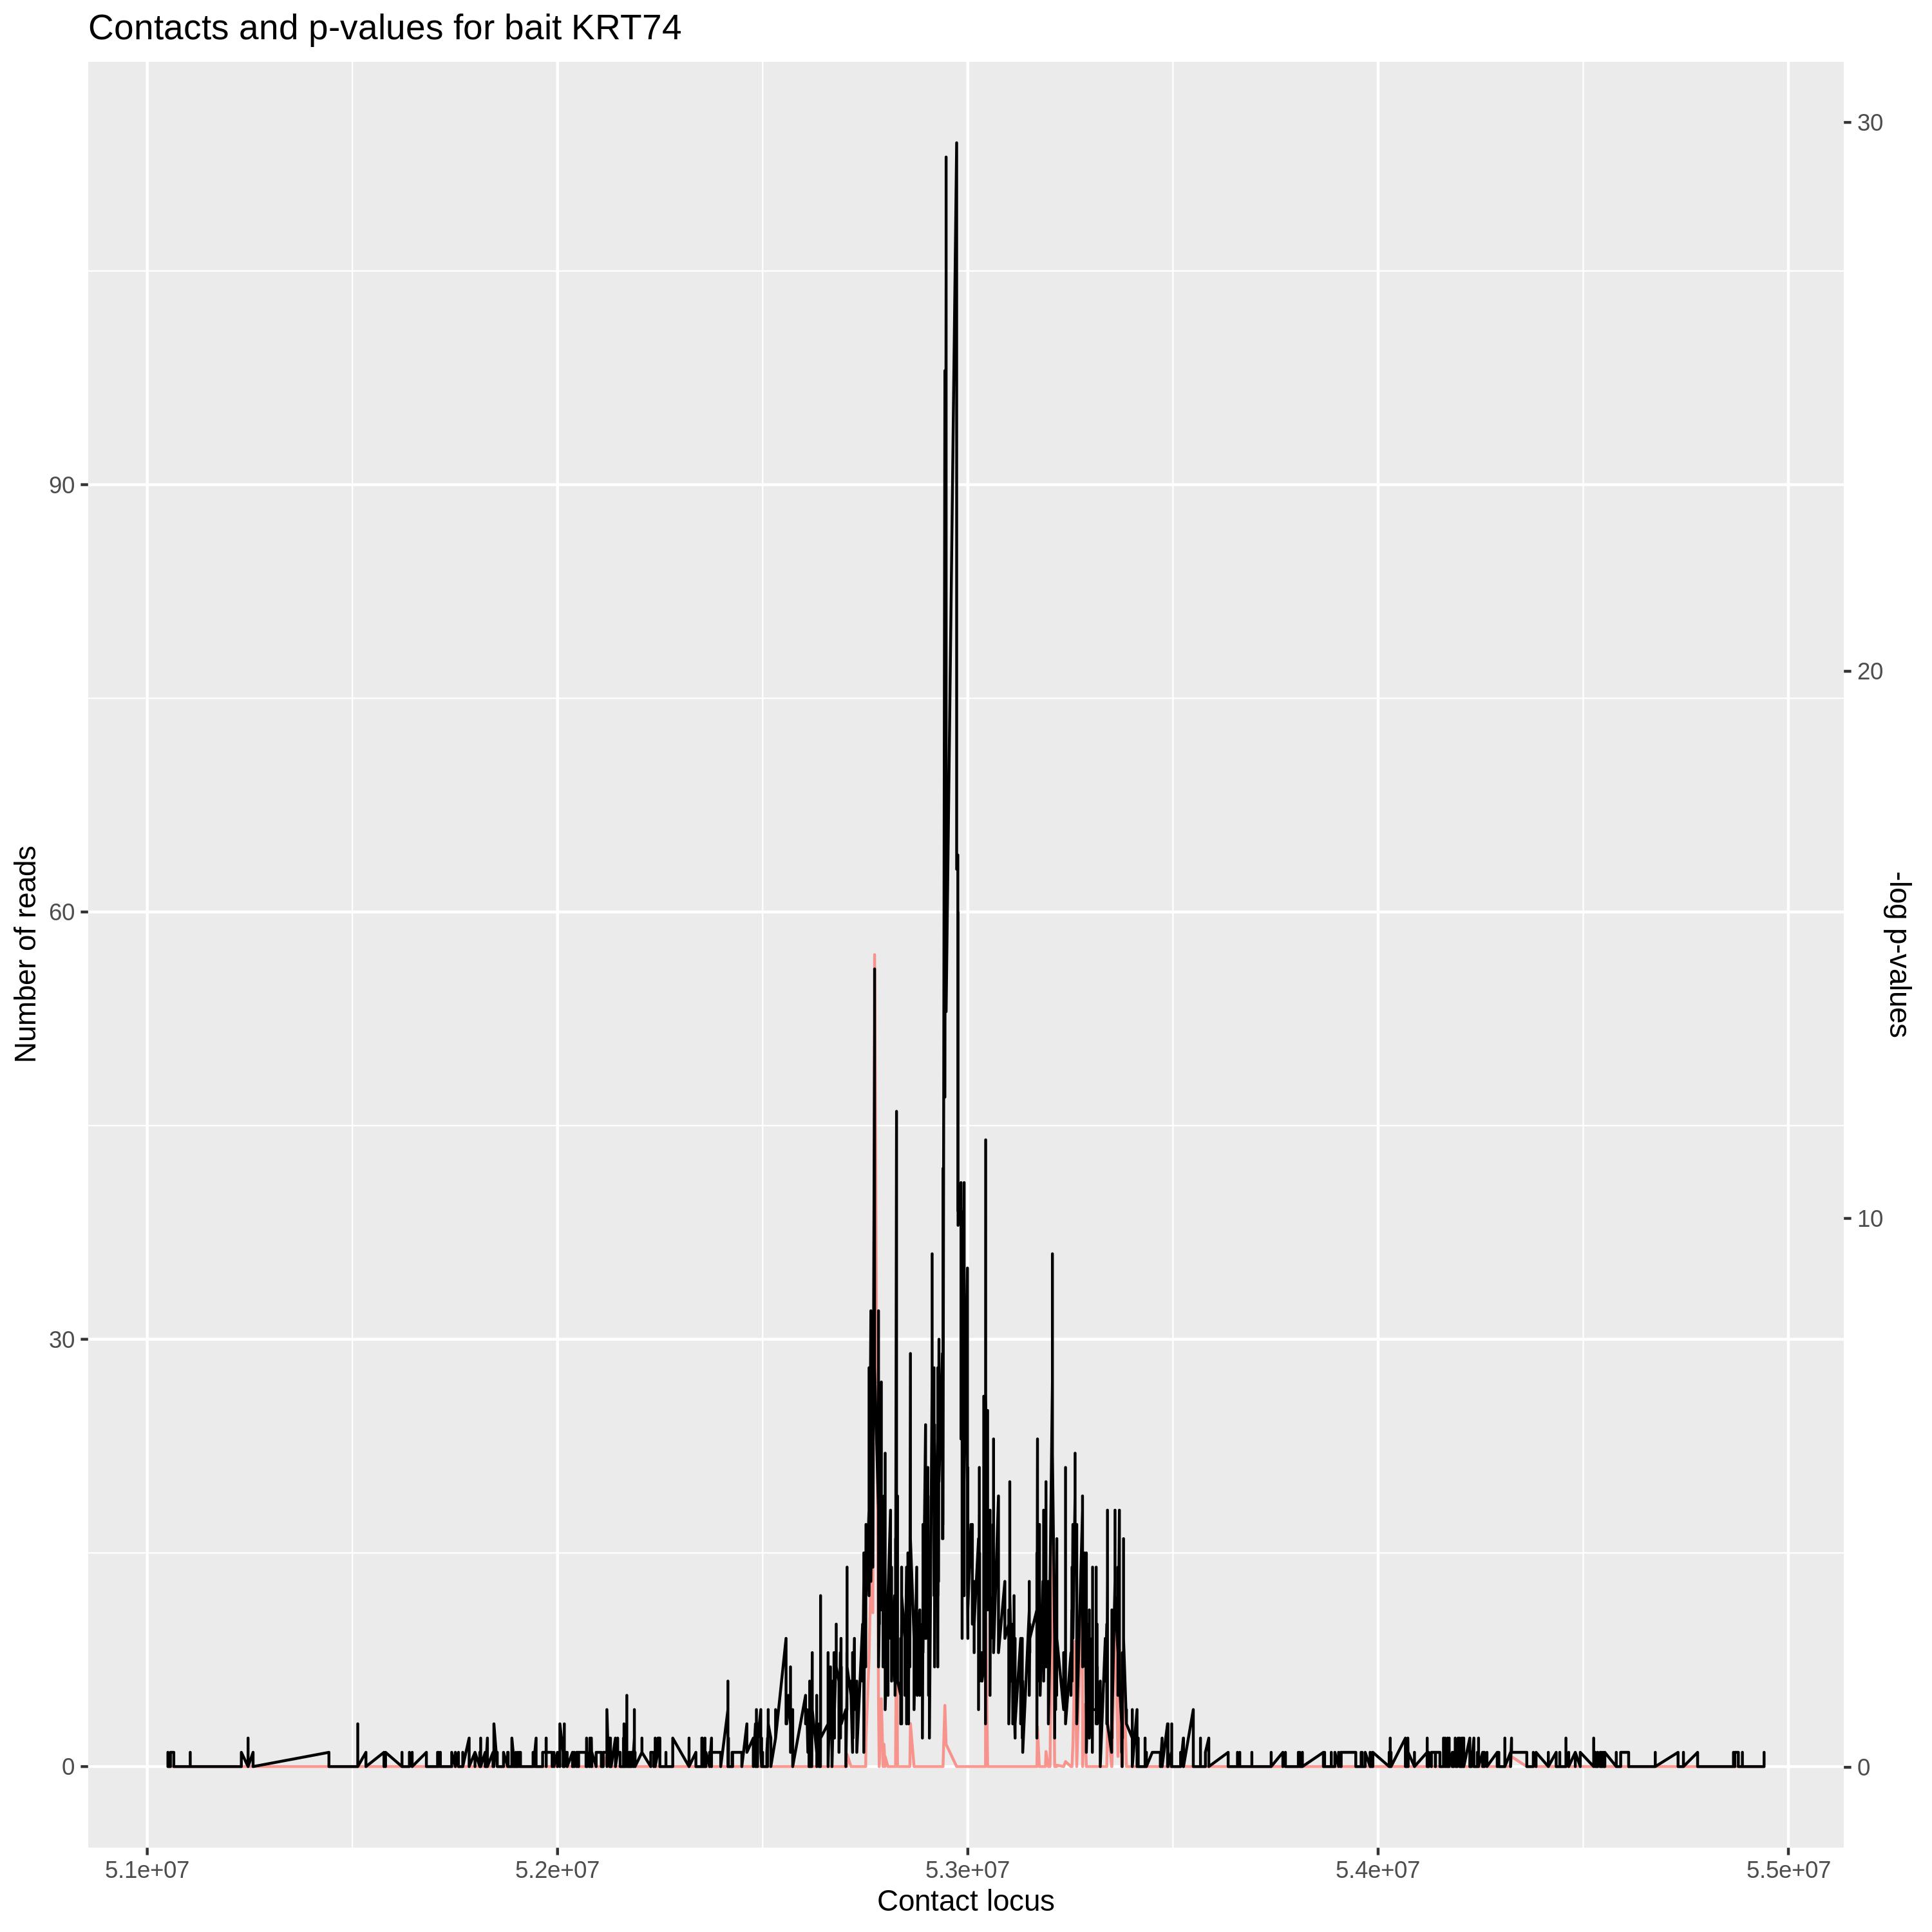 Contacts and p-values for bait KRT74
30
90
20
60
10
30
0
0
Number of reads
-log p-values
5.1e+07 5.2e+07 5.3e+07 5.4e+07 5.5e+07
Contact locus